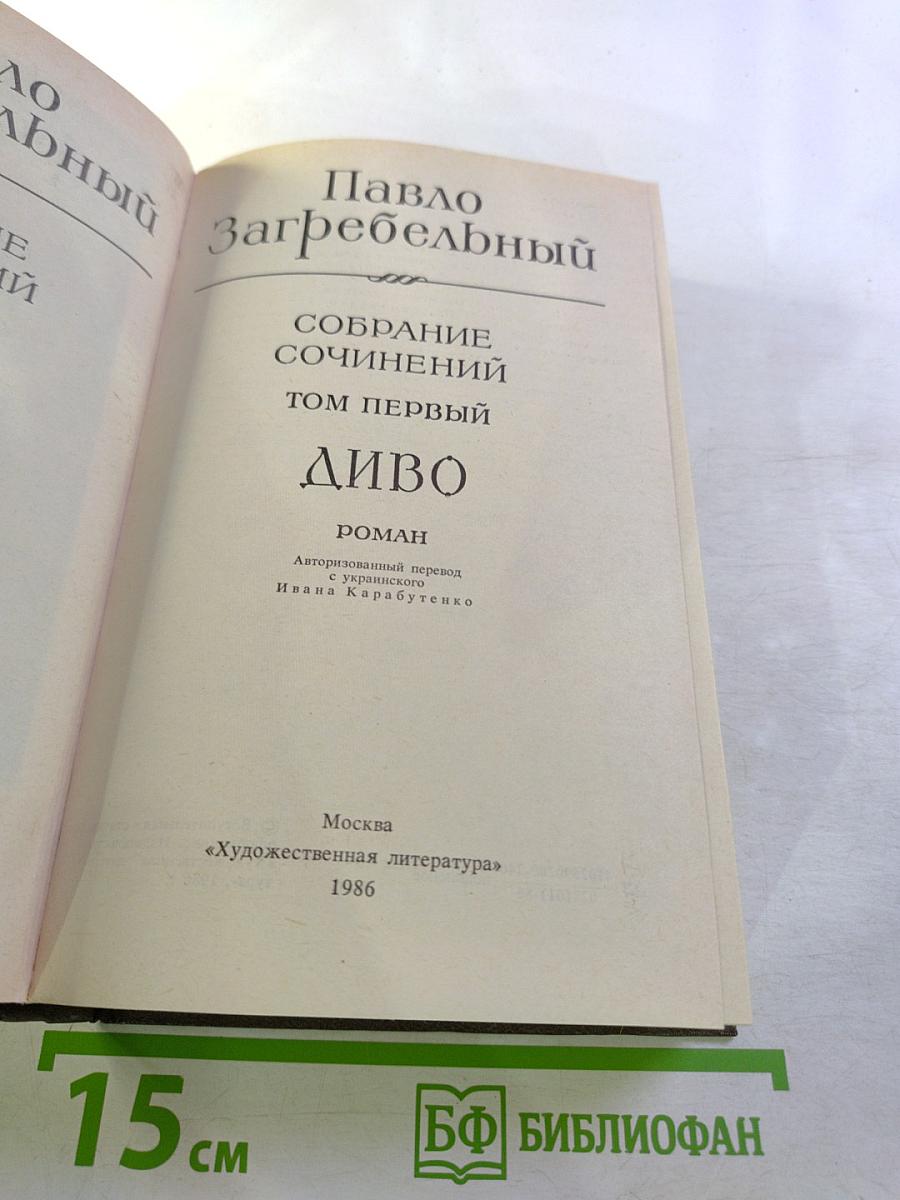 Павло
Загребельный
СОБРАНИЕ
СОЧИНЕНИЙ
ТОМ ПЕРВЫЙ
ДИВО
РОМАН
Авторизованный перевод
с украинского
Ивана Карабутенко
Москва
«Художественная литература»
1986
15 см
БФ БИБЛИОФАН